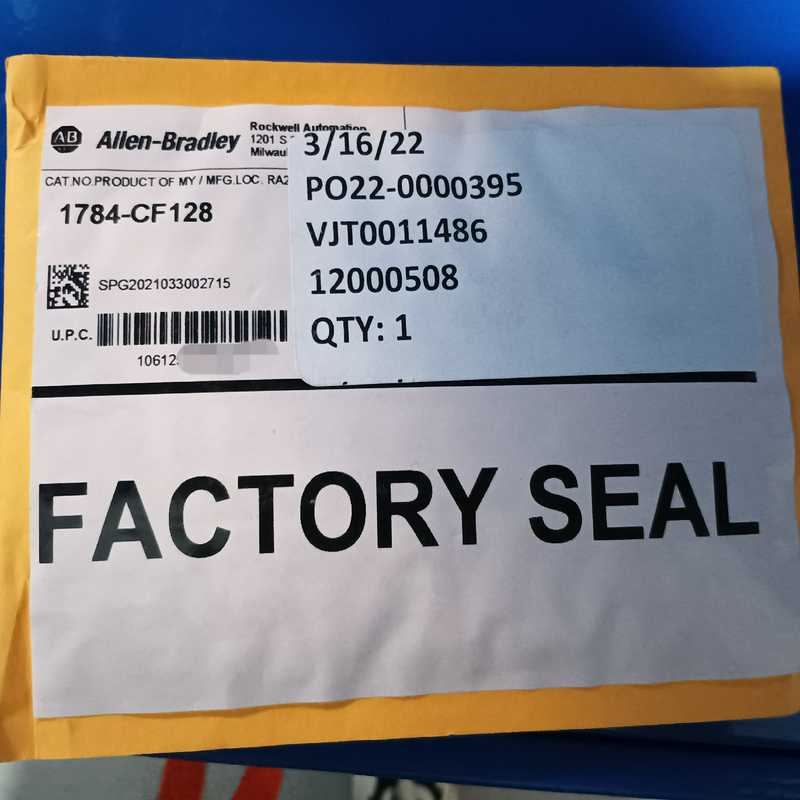 AB Allen-Bradley Rockwell Automation
1201 S
Milwau
CAT.NO.PRODUCT OF MY / MFG.LOC. RA2
1784-CF128
SPG2021033002715
U.P.C.
10612
3/16/22
PO22-0000395
VJT0011486
12000508
QTY: 1
FACTORY SEAL